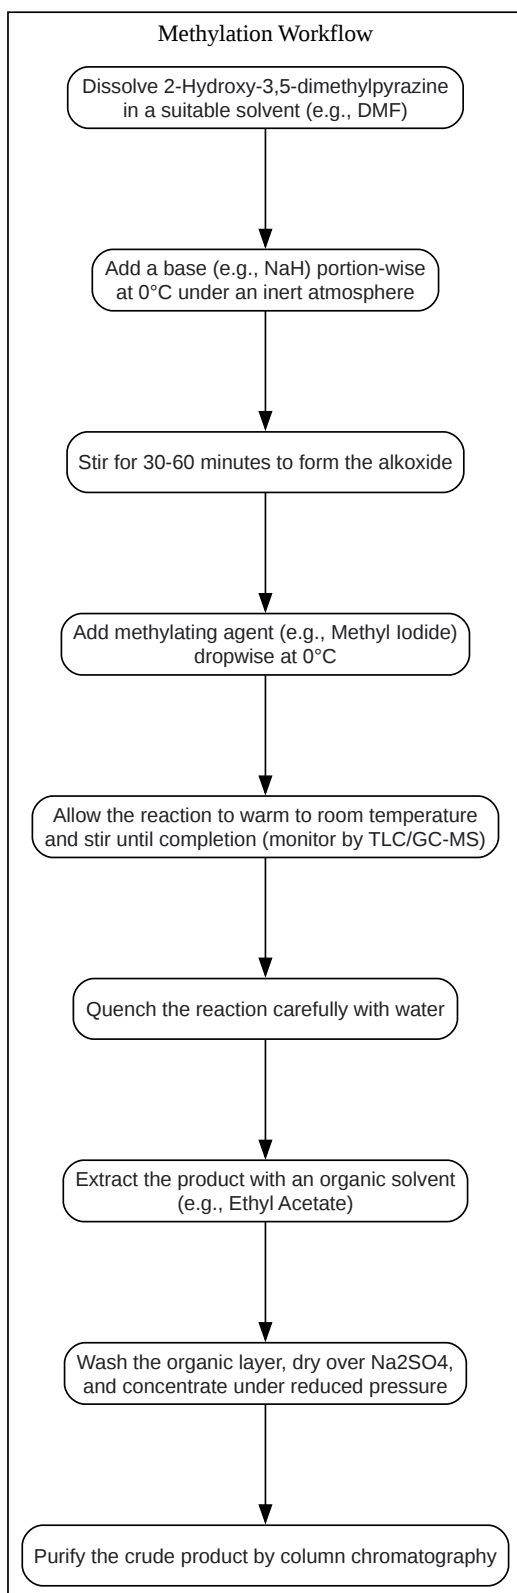 Methylation Workflow
Dissolve 2-Hydroxy-3,5-dimethylpyrazine
in a suitable solvent (e.g., DMF)
Add a base (e.g., NaH) portion-wise
at 0°C under an inert atmosphere
Stir for 30-60 minutes to form the alkoxide
Add methylating agent (e.g., Methyl Iodide)
dropwise at 0°C
Allow the reaction to warm to room temperature
and stir until completion (monitor by TLC/GC-MS)
Quench the reaction carefully with water
Extract the product with an organic solvent
(e.g., Ethyl Acetate)
Wash the organic layer, dry over Na2SO4,
and concentrate under reduced pressure
Purify the crude product by column chromatography